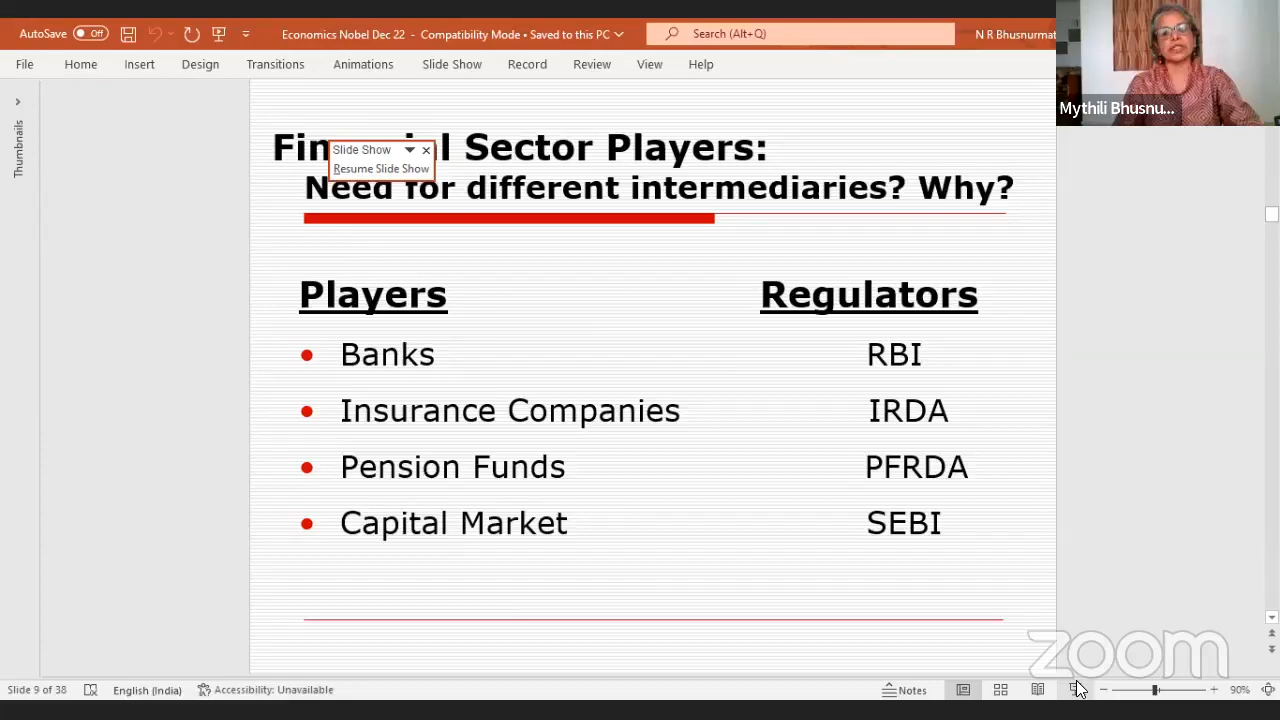 AutoSave Off Economics Nobel Dec 22 - Compatibility Mode • Saved to this PC Search (Alt+Q) N R Bhusnurmat
File Home Insert Design Transitions Animations Slide Show Record Review View Help
Mythili Bhusnu...
Thumbnails
Fin l Sector Players:
Slide Show
Resume Slide Show
Need for different intermediaries? Why?
Players Regulators
• Banks RBI
• Insurance Companies IRDA
• Pension Funds PFRDA
• Capital Market SEBI
zoom
Slide 9 of 38 English (India) Accessibility: Unavailable Notes 90%